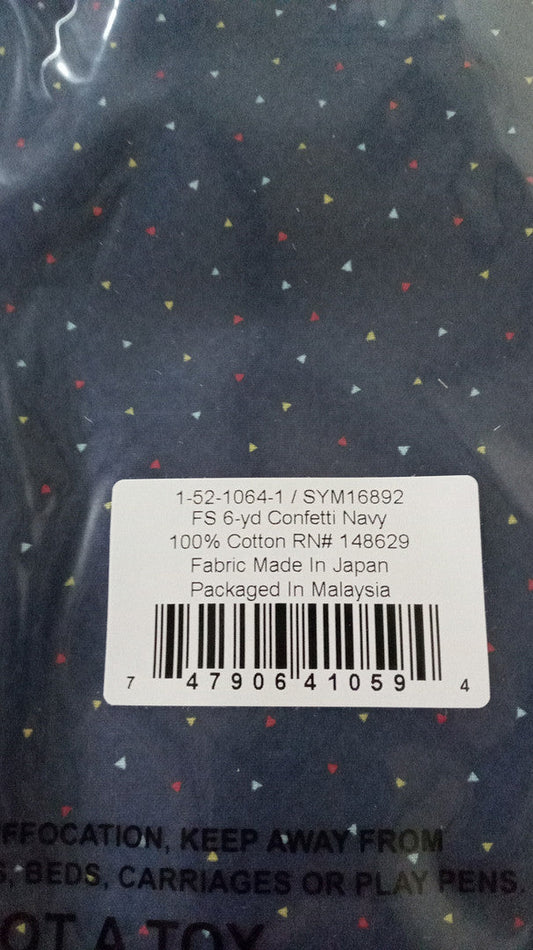 1-52-1064-1 / SYM16892
FS 6-yd Confetti Navy
100% Cotton RN# 148629
Fabric Made In Japan
Packaged In Malaysia
7 47906 41059 4
FFOCATION, KEEP AWAY FROM
BEDS, CARRIAGES OR PLAY PENS.
OT A TOY